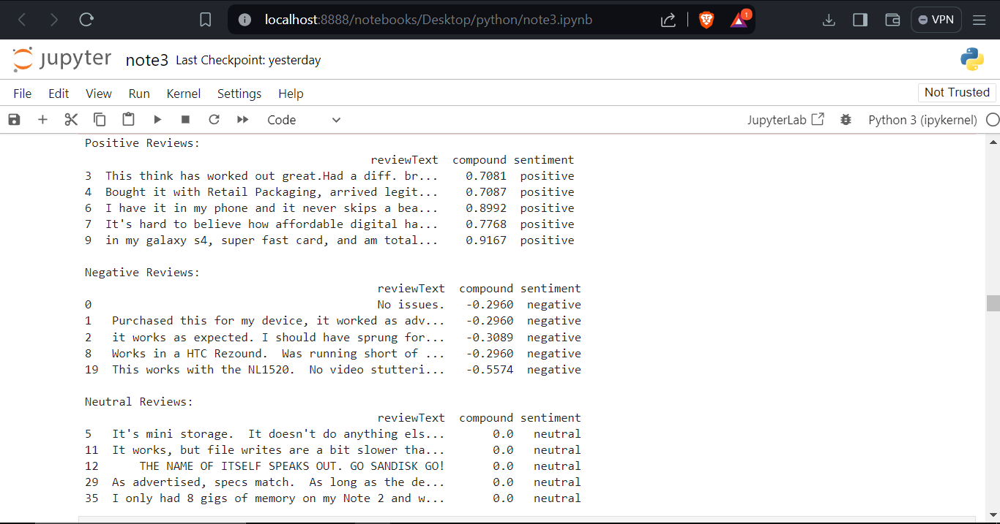 localhost:8888/notebooks/Desktop/python/note3.ipynb
1
VPN
jupyter note3 Last Checkpoint: yesterday
File Edit View Run Kernel Settings Help
Not Trusted
Code
JupyterLab
Python 3 (ipykernel)
Positive Reviews:
reviewText compound sentiment
3 This think has worked out great.Had a diff. br... 0.7081 positive
4 Bought it with Retail Packaging, arrived legit... 0.7087 positive
6 I have it in my phone and it never skips a bea... 0.8992 positive
7 It's hard to believe how affordable digital ha... 0.7768 positive
9 in my galaxy s4, super fast card, and am total... 0.9167 positive
Negative Reviews:
reviewText compound sentiment
0 No issues. -0.2960 negative
1 Purchased this for my device, it worked as adv... -0.2960 negative
2 it works as expected. I should have sprung for... -0.3089 negative
8 Works in a HTC Rezound.  Was running short of ... -0.2960 negative
19 This works with the NL1520.  No video stutteri... -0.5574 negative
Neutral Reviews:
reviewText compound sentiment
5 It's mini storage.  It doesn't do anything els... 0.0 neutral
11 It works, but file writes are a bit slower tha... 0.0 neutral
12 THE NAME OF ITSELF SPEAKS OUT. GO SANDISK GO! 0.0 neutral
29 As advertised, specs match.  As long as the de... 0.0 neutral
35 I only had 8 gigs of memory on my Note 2 and w... 0.0 neutral